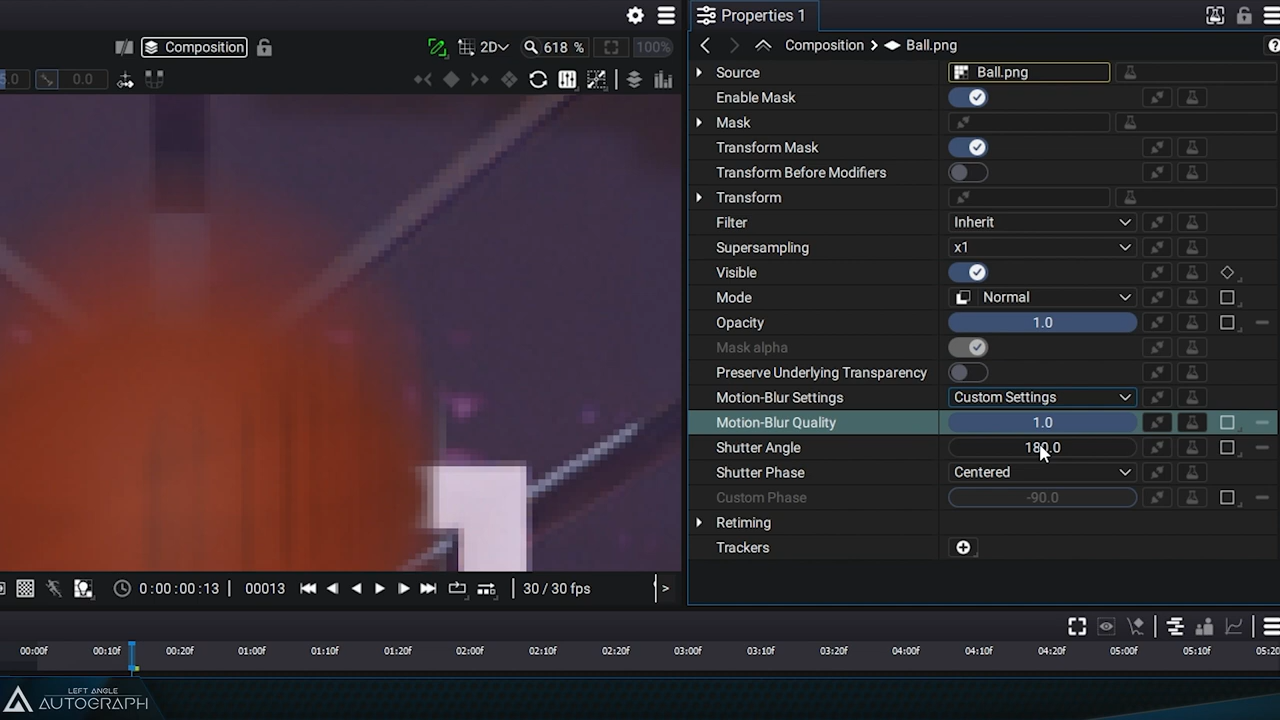 Properties 1
Composition
2D
618 %
100%
Composition > Ball.png
5.0
0.0
Source
Ball.png
Enable Mask
Mask
Transform Mask
Transform Before Modifiers
Transform
Filter
Inherit
Supersampling
x1
Visible
Mode
Normal
Opacity
1.0
Mask alpha
Preserve Underlying Transparency
Motion-Blur Settings
Custom Settings
Motion-Blur Quality
1.0
Shutter Angle
180.0
Shutter Phase
Centered
Custom Phase
-90.0
Retiming
Trackers
0:00:00:13
00013
30 / 30 fps
00:00f 00:10f 00:20f 01:00f 01:10f 01:20f 02:00f 02:10f 02:20f 03:00f 03:10f 03:20f 04:00f 04:10f 04:20f 05:00f 05:10f 05:20
LEFT ANGLE
AUTOGRAPH